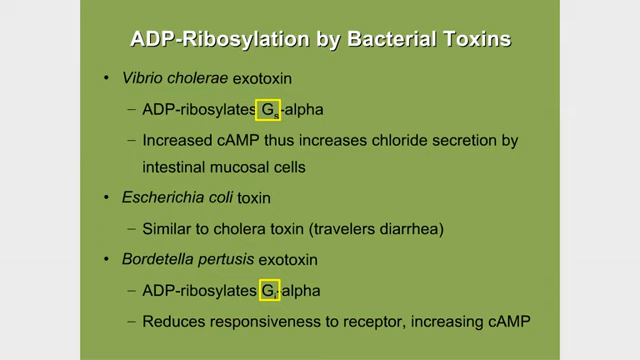 ADP-Ribosylation by Bacterial Toxins
• Vibrio cholerae exotoxin
– ADP-ribosylates Gs-alpha
– Increased cAMP thus increases chloride secretion by
intestinal mucosal cells
• Escherichia coli toxin
– Similar to cholera toxin (travelers diarrhea)
• Bordetella pertusis exotoxin
– ADP-ribosylates Gi-alpha
– Reduces responsiveness to receptor, increasing cAMP